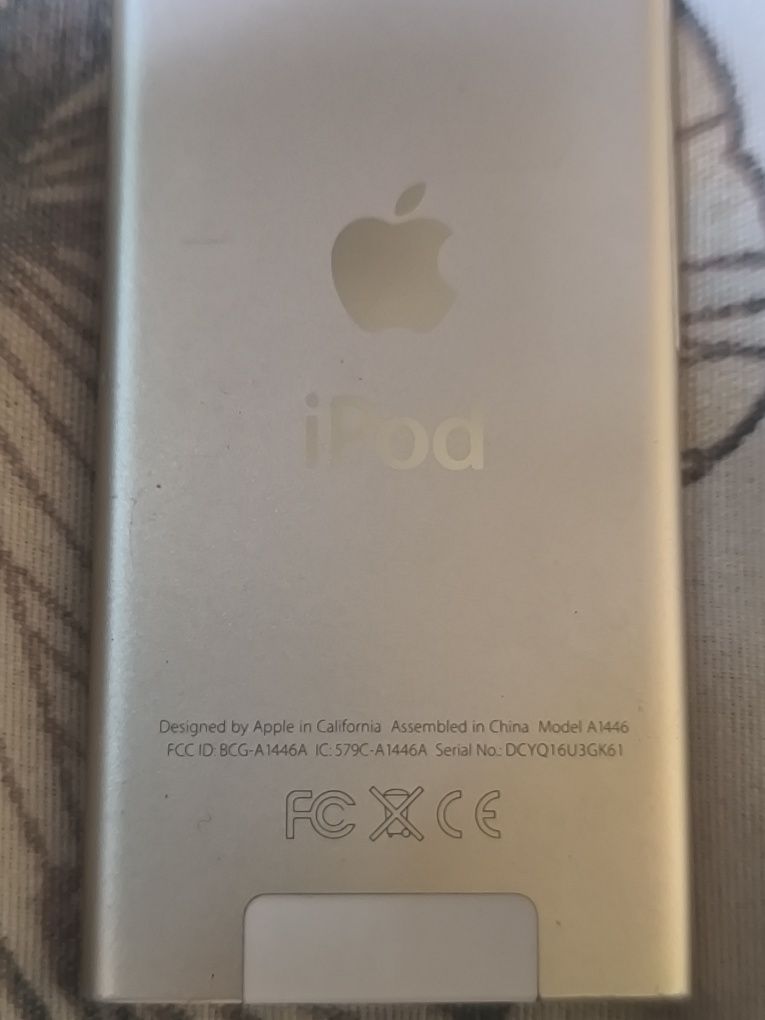 iPod
Designed by Apple in California Assembled in China Model A1446
FCC ID: BCG-A1446A IC: 579C-A1446A Serial No.: DCYQ16U3GK61
FC CE